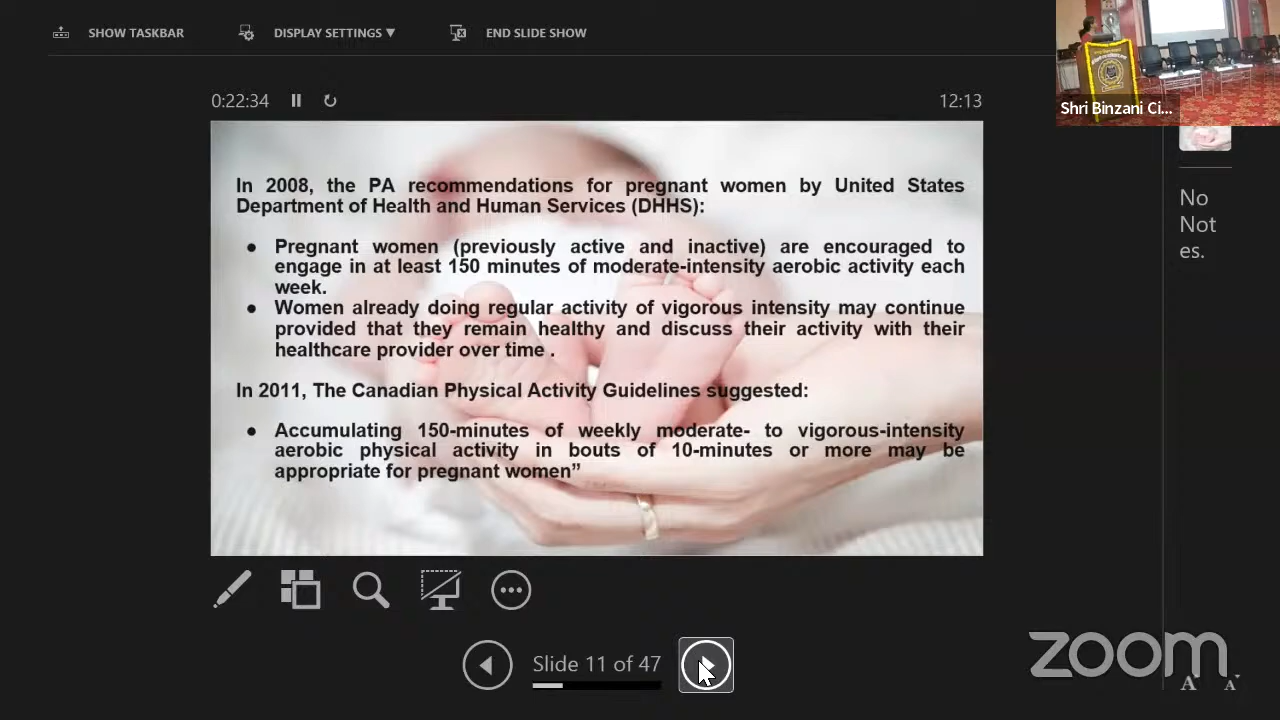 SHOW TASKBAR
DISPLAY SETTINGS ▼
END SLIDE SHOW
0:22:34
12:13
Shri Binzani Ci...
In 2008, the PA recommendations for pregnant women by United States
Department of Health and Human Services (DHHS):
● Pregnant women (previously active and inactive) are encouraged to
engage in at least 150 minutes of moderate-intensity aerobic activity each
week.
● Women already doing regular activity of vigorous intensity may continue
provided that they remain healthy and discuss their activity with their
healthcare provider over time .
In 2011, The Canadian Physical Activity Guidelines suggested:
● Accumulating 150-minutes of weekly moderate- to vigorous-intensity
aerobic physical activity in bouts of 10-minutes or more may be
appropriate for pregnant women”
No
Not
es.
Slide 11 of 47
zoom
A A